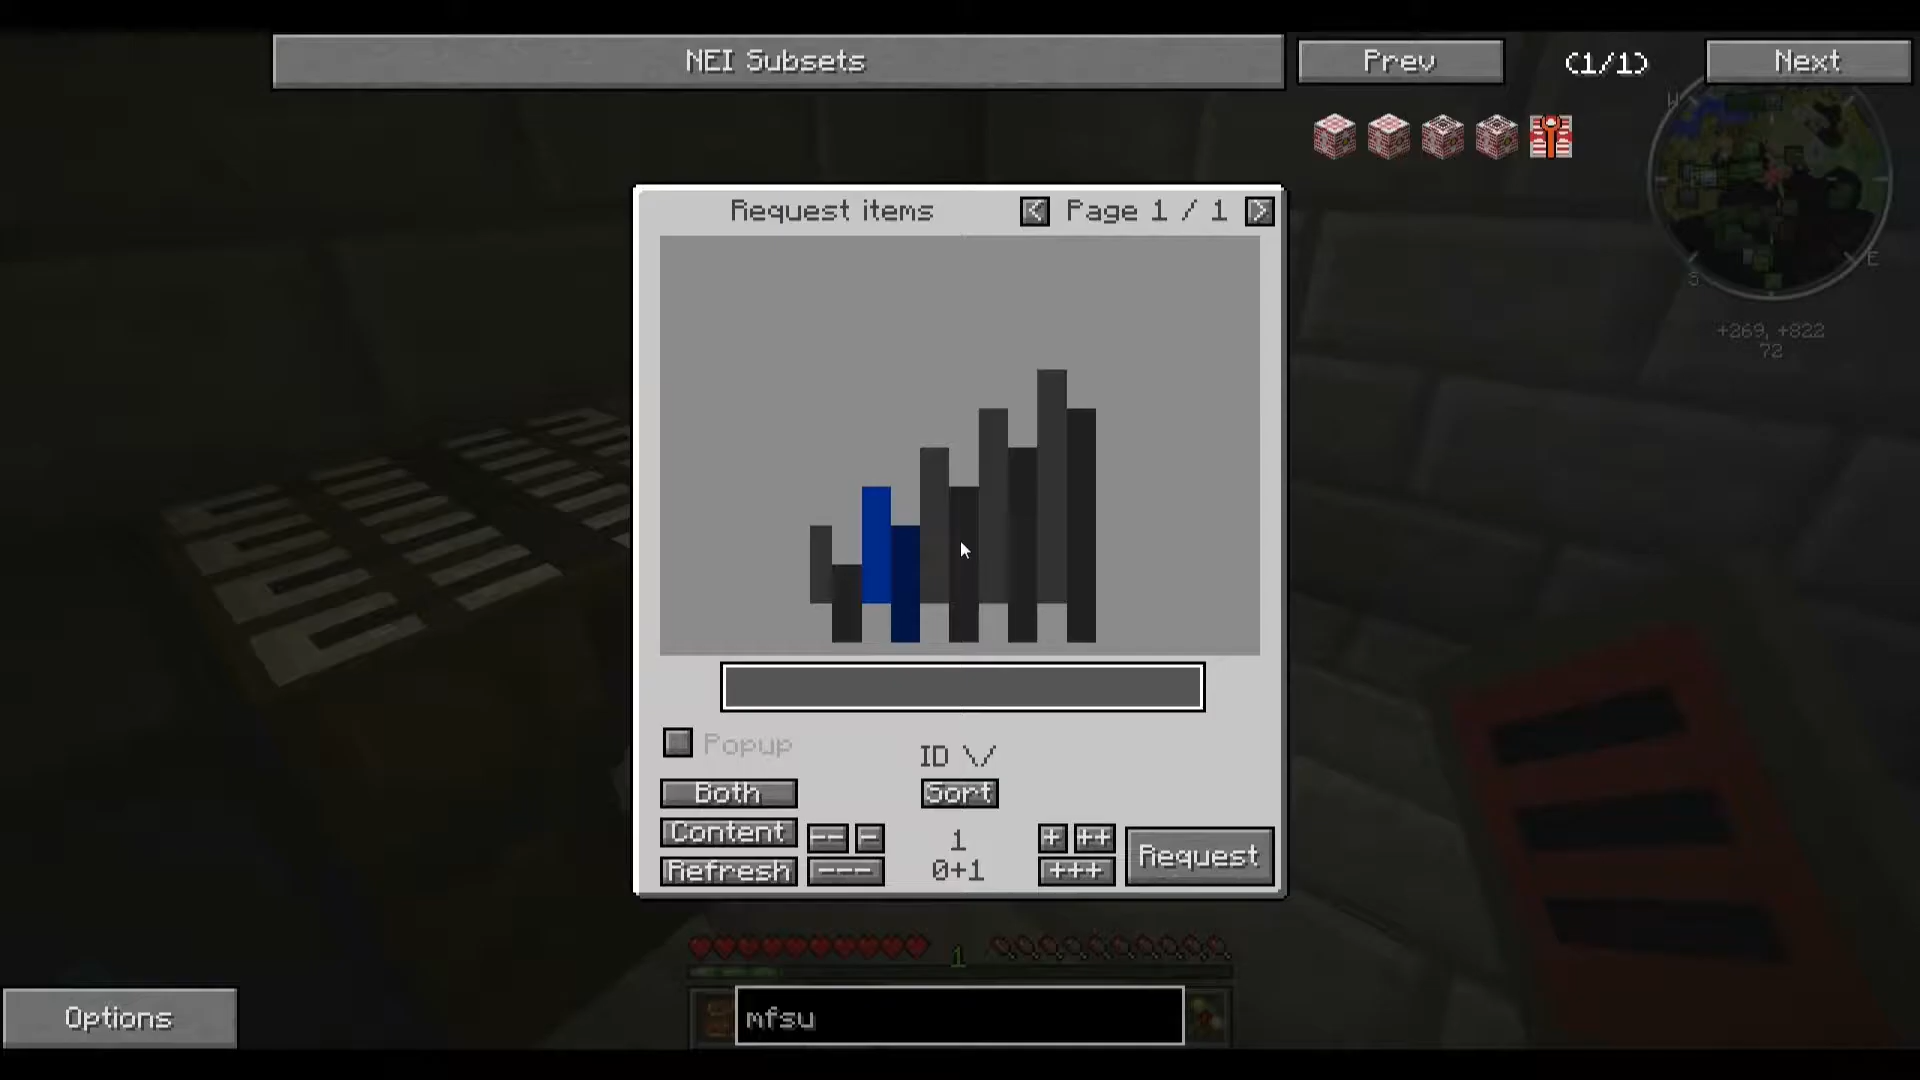 NEI Subsets
Prev
(1/1)
Next
W
E
S
+269, +822
72
Request items
<
Page 1 / 1
>
Popup
ID \/
Both
Sort
Content
--
-
1
+
++
Request
Refresh
---
0+1
+++
1
Options
mfsu